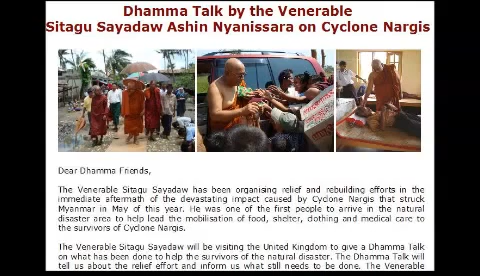 Dhamma Talk by the Venerable
Sitagu Sayadaw Ashin Nyanissara on Cyclone Nargis
Dear Dhamma Friends,
The Venerable Sitagu Sayadaw has been organising relief and rebuilding efforts in the
immediate aftermath of the devastating impact caused by Cyclone Nargis that struck
Myanmar in May of this year. He was one of the first people to arrive in the natural
disaster area to help lead the mobilisation of food, shelter, clothing and medical care to
the survivors of Cyclone Nargis.
The Venerable Sitagu Sayadaw will be visiting the United Kingdom to give a Dhamma Talk
on what has been done to help the survivors of the natural disaster. The Dhamma Talk will
tell us about the relief effort and inform us what still needs to be done. The Venerable